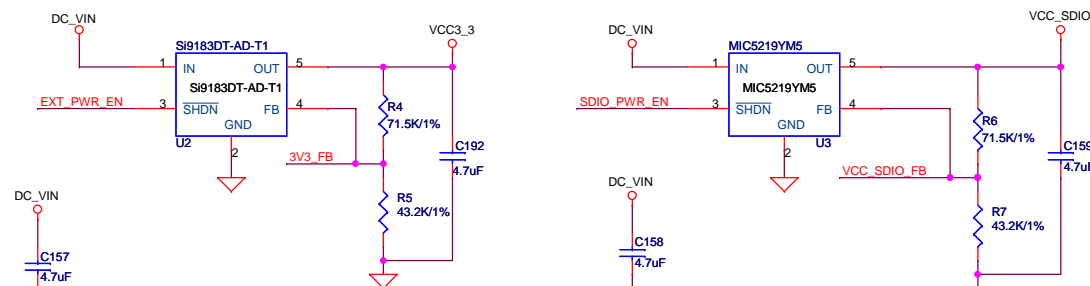 DC_VIN
Si9183DT-AD-T1
VCC3_3
1
IN
OUT
5
Si9183DT-AD-T1
EXT_PWR_EN
3
SHDN
FB
4
GND
U2
2
R4
71.5K/1%
3V3_FB
C192
4.7uF
R5
43.2K/1%
DC_VIN
C157
4.7uF
DC_VIN
MIC5219YM5
VCC_SDIO
1
IN
OUT
5
MIC5219YM5
SDIO_PWR_EN
3
SHDN
FB
4
GND
2
U3
R6
71.5K/1%
C159
4.7uF
VCC_SDIO_FB
R7
43.2K/1%
DC_VIN
C158
4.7uF